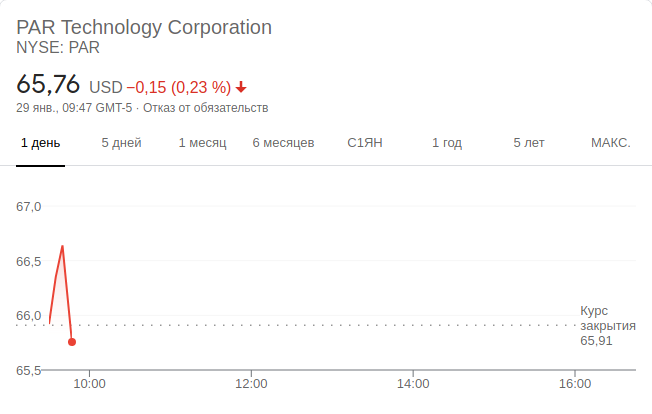 PAR Technology Corporation
NYSE: PAR
65,76 USD −0,15 (0,23 %)
29 янв., 09:47 GMT-5 · Отказ от обязательств
1 день 5 дней 1 месяц 6 месяцев С1ЯН 1 год 5 лет МАКС.
67,0
66,5
66,0
65,5
Курс
закрытия
65,91
10:00 12:00 14:00 16:00